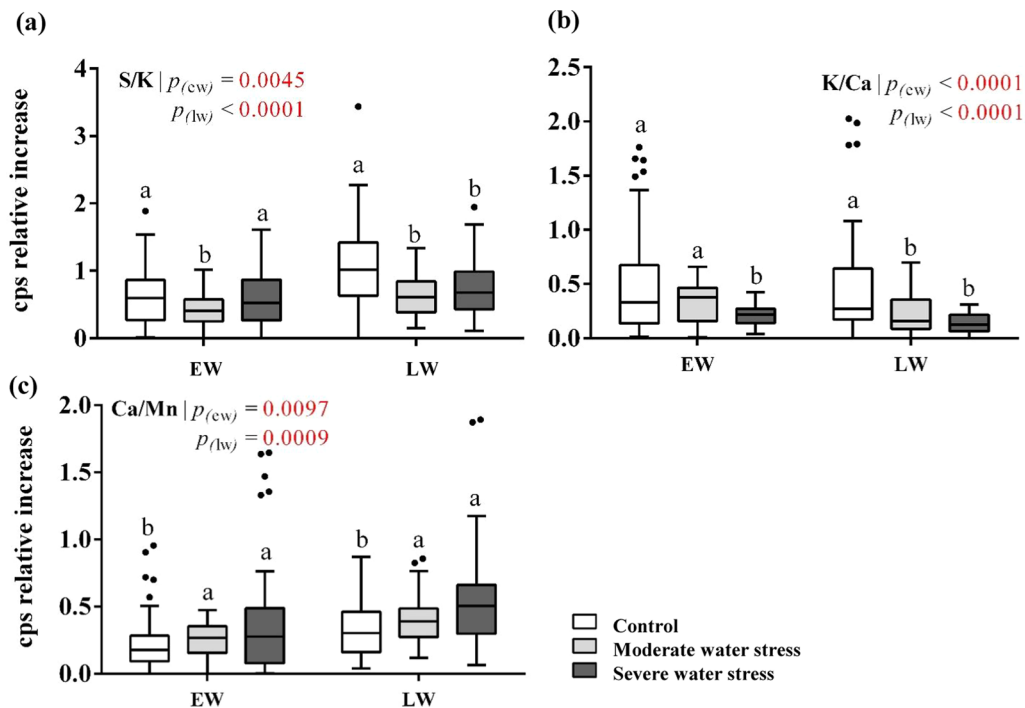 (a)
S/K | p(ew) = 0.0045
p(lw) < 0.0001
cps relative increase
4
3
2
1
0
a
b
a
a
b
b
EW LW
(b)
K/Ca | p(ew) < 0.0001
p(lw) < 0.0001
2.5
2.0
1.5
1.0
0.5
0.0
a
a
b
a
b
b
EW LW
(c)
Ca/Mn | p(ew) = 0.0097
p(lw) = 0.0009
cps relative increase
2.0
1.5
1.0
0.5
0.0
b
a
a
b
a
a
EW LW
Control
Moderate water stress
Severe water stress